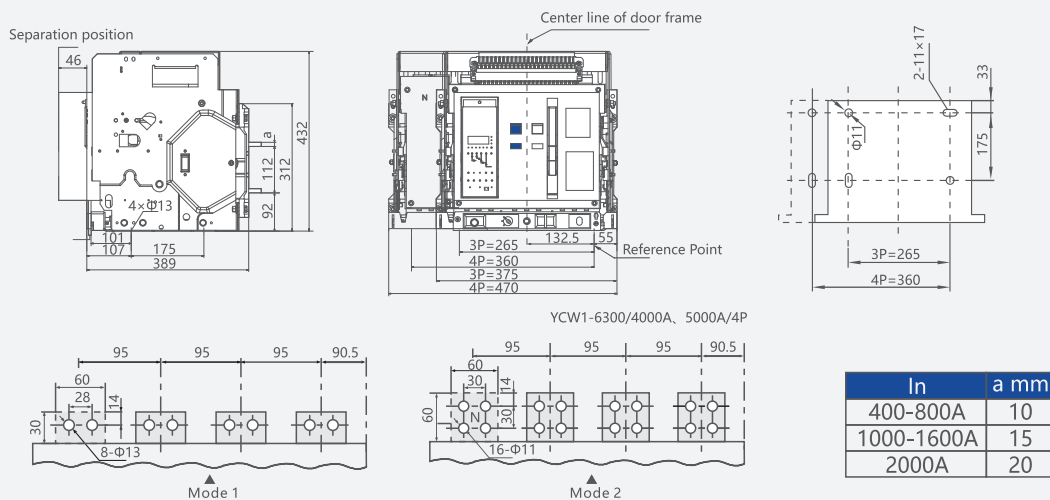 Separation position
46
432
312
a
112
92
4×Φ13
101
107
175
389
Center line of door frame
N
132.5
55
3P=265
Reference Point
4P=360
3P=375
4P=470
2-11×17
33
Φ11
175
3P=265
4P=360
95
95
95
90.5
60
28
14
30
8-Φ13
Mode 1
YCW1-6300/4000A、5000A/4P
95
95
95
90.5
60
30
14
60
30
N
16-Φ11
Mode 2
In
a mm
400-800A
10
1000-1600A
15
2000A
20